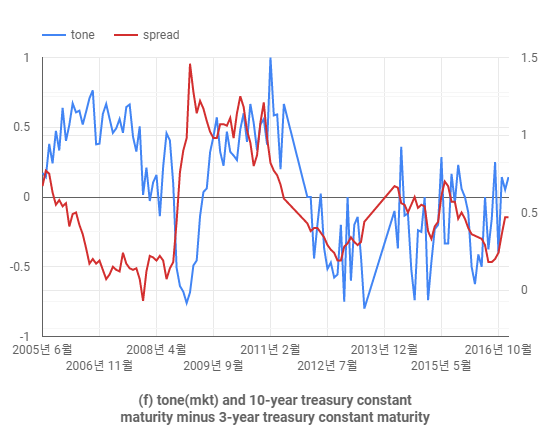 tone spread
1 1.5
0.5 1
0 0.5
-0.5 0
-1
2005년 6월 2008년 4월 2011년 2월 2013년 12월 2016년 10월
2006년 11월 2009년 9월 2012년 7월 2015년 5월
(f) tone(mkt) and 10-year treasury constant
maturity minus 3-year treasury constant maturity